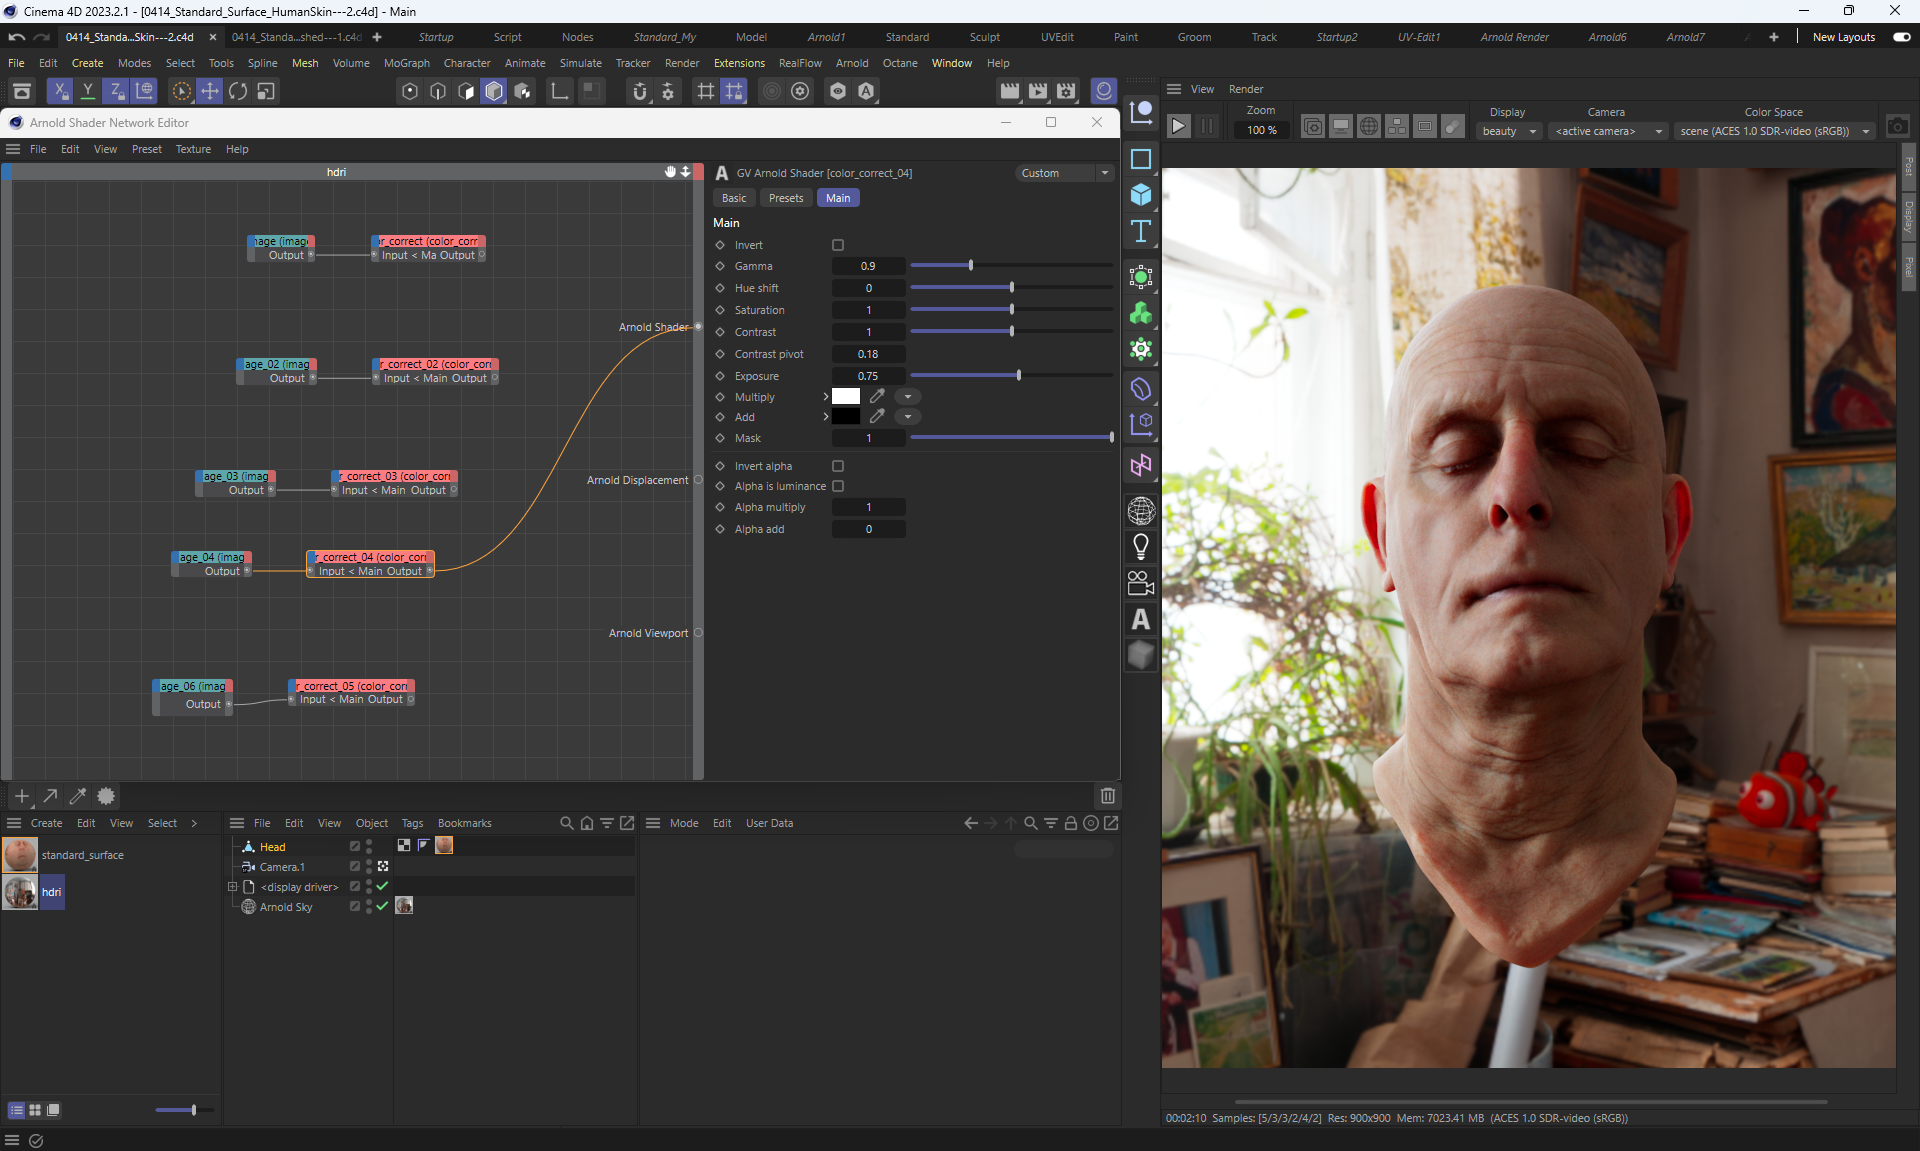 Cinema 4D 2023.2.1 - [0414_Standard_Surface_HumanSkin---2.c4d] - Main
0414_Standa...Skin---2.c4d
0414_Standa...shed---1.c4d
Startup
Script
Nodes
Standard_My
Model
Arnold1
Standard
Sculpt
UVEdit
Paint
Groom
Track
Startup2
UV-Edit1
Arnold Render
Arnold6
Arnold7
New Layouts
File Edit Create Modes Select Tools Spline Mesh Volume MoGraph Character Animate Simulate Tracker Render Extensions RealFlow Arnold Octane Window Help
X Y Z
Arnold Shader Network Editor
File Edit View Preset Texture Help
hdri
Output
r_correct (color_corr
Input < Ma Output
Arnold Shader
age_02 (imag
Output
r_correct_02 (color_corr
Input < Main Output
age_03 (imag
Output
r_correct_03 (color_corr
Input < Main Output
Arnold Displacement
age_04 (imag
Output
r_correct_04 (color_corr
Input < Main Output
Arnold Viewport
age_06 (imag
Output
r_correct_05 (color_corr
Input < Main Output
GV Arnold Shader [color_correct_04]
Custom
Basic Presets Main
Main
Invert
Gamma 0.9
Hue shift 0
Saturation 1
Contrast 1
Contrast pivot 0.18
Exposure 0.75
Multiply
Add
Mask 1
Invert alpha
Alpha is luminance
Alpha multiply 1
Alpha add 0
View Render
Zoom
100 %
Display
beauty
Camera
<active camera>
Color Space
scene (ACES 1.0 SDR-video (sRGB))
Post
Display
Pixel
Create Edit View Select
standard_surface
hdri
File Edit View Object Tags Bookmarks
Head
Camera.1
<display driver>
Arnold Sky
Mode Edit User Data
00:02:10 Samples: [5/3/3/2/4/2] Res: 900x900 Mem: 7023.41 MB (ACES 1.0 SDR-video (sRGB))